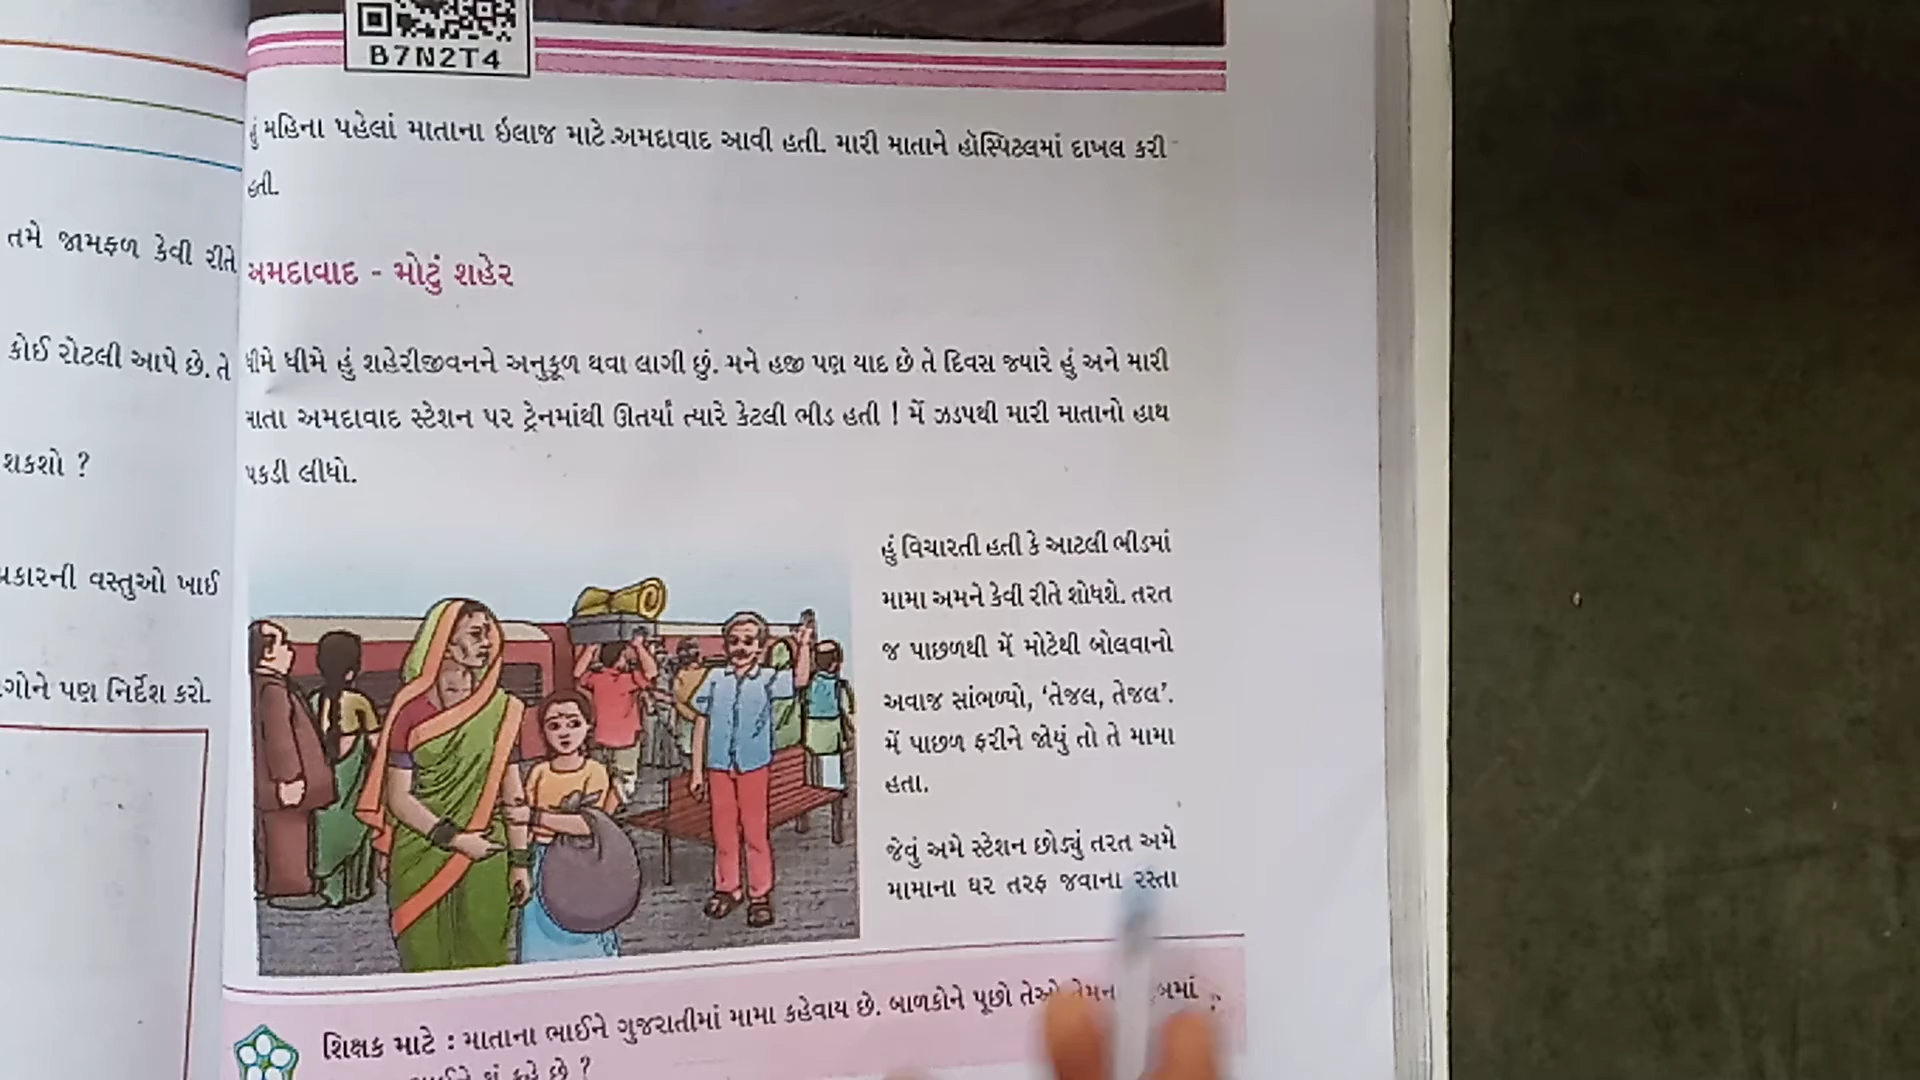 B7N2T4
હું મહિના પહેલાં માતાના ઇલાજ માટે અમદાવાદ આવી હતી. મારી માતાને હૉસ્પિટલમાં દાખલ કરી
હતી.
તમે જામફળ કેવી રીતે
અમદાવાદ - મોટું શહેર
કોઈ રોટલી આપે છે. તે
ધીમે ધીમે હું શહેરીજીવનને અનુકૂળ થવા લાગી છું. મને હજી પણ યાદ છે તે દિવસ જ્યારે હું અને મારી
માતા અમદાવાદ સ્ટેશન પર ટ્રેનમાંથી ઊતર્યાં ત્યારે કેટલી ભીડ હતી ! મેં ઝડપથી મારી માતાનો હાથ
પકડી લીધો.
શકશો ?
પ્રકારની વસ્તુઓ ખાઈ
પણ નિર્દેશ કરો.
હું વિચારતી હતી કે આટલી ભીડમાં
મામા અમને કેવી રીતે શોધશે. તરત
જ પાછળથી મેં મોટેથી બોલવાનો
અવાજ સાંભળ્યો, ‘તેજલ, તેજલ’.
મેં પાછળ ફરીને જોયું તો તે મામા
હતા.
જેવું અમે સ્ટેશન છોડ્યું તરત અમે
મામાના ઘર તરફ જવાના રસ્તા
શિક્ષક માટે : માતાના ભાઈને ગુજરાતીમાં મામા કહેવાય છે. બાળકોને પૂછો તેઓ
શું કહે છે ?